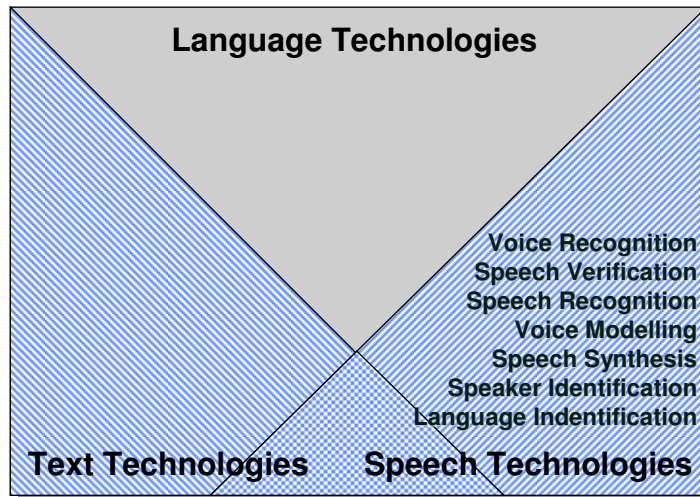 Language Technologies
Voice Recognition
Speech Verification
Speech Recognition
Voice Modelling
Speech Synthesis
Speaker Identification
Language Indentification
Text Technologies
Speech Technologies